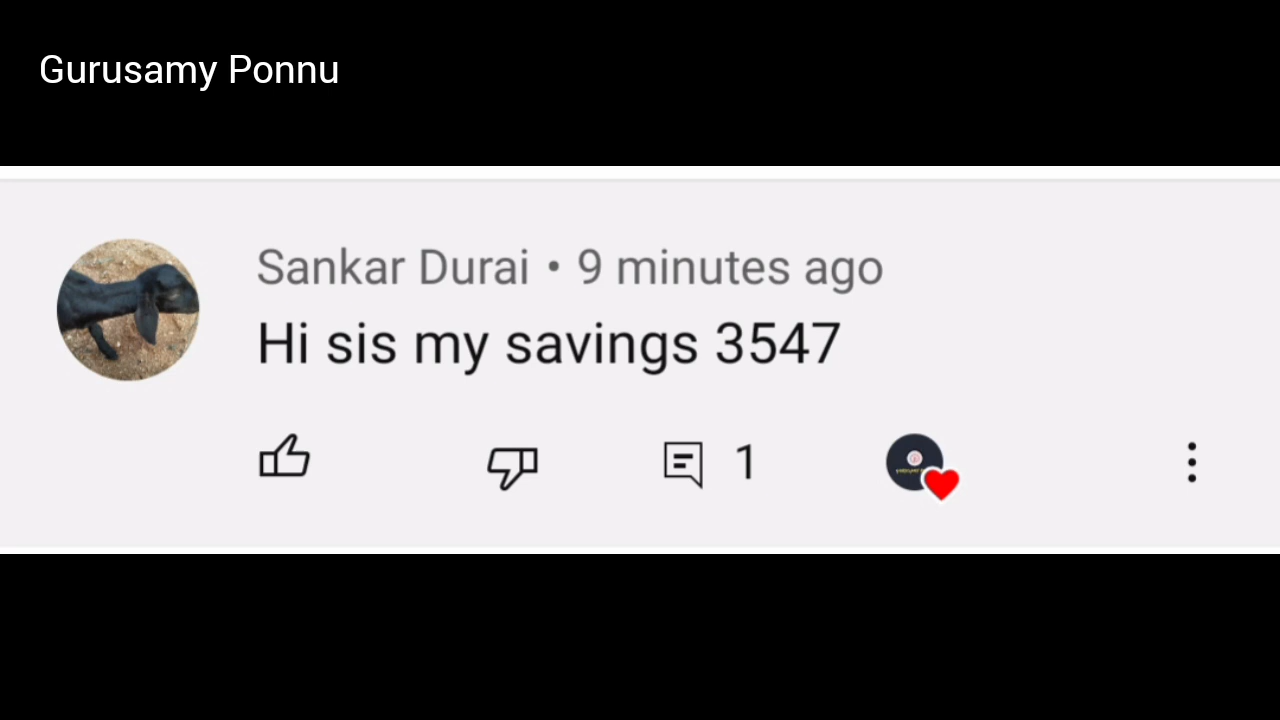 Gurusamy Ponnu
Sankar Durai • 9 minutes ago
Hi sis my savings 3547
1